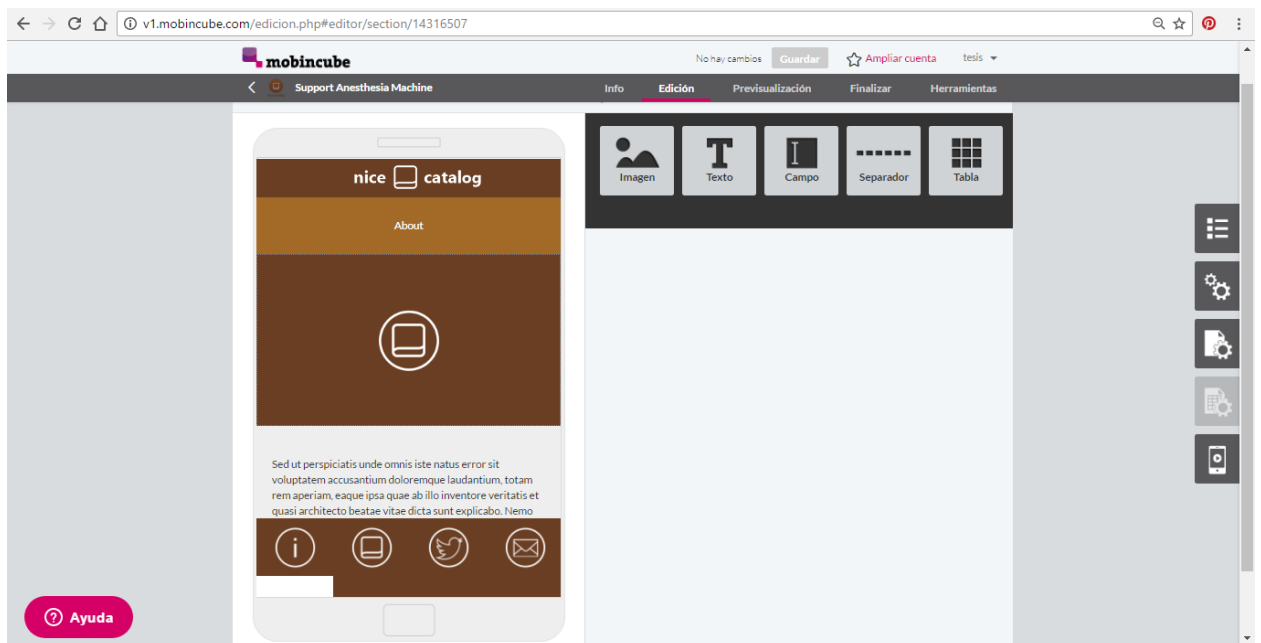 v1.mobincube.com/edicion.php#editor/section/14316507
mobincube
No hay cambios Guardar Ampliar cuenta tesis
Support Anesthesia Machine
Info Edición Previsualización Finalizar Herramientas
Imagen Texto Campo Separador Tabla
nice catalog
About
Sed ut perspiciatis unde omnis iste natus error sit
voluptatem accusantium doloremque laudantium, totam
rem aperiam, eaque ipsa quae ab illo inventore veritatis et
quasi architecto beatae vitae dicta sunt explicabo. Nemo
Ayuda